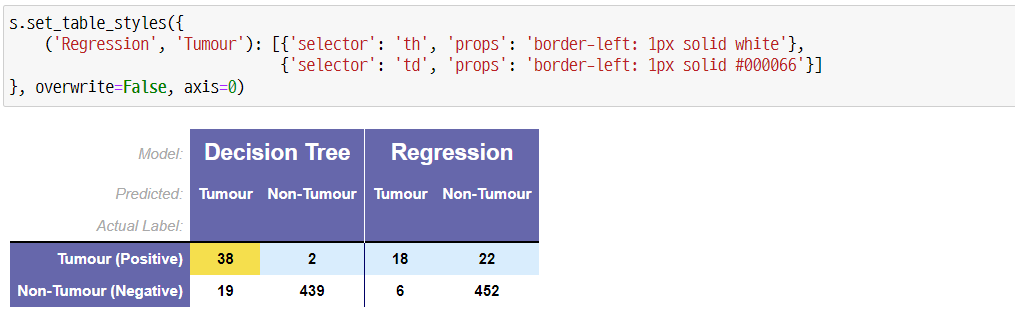 s.set_table_styles({
    ('Regression', 'Tumour'): [{'selector': 'th', 'props': 'border-left: 1px solid white'},
                               {'selector': 'td', 'props': 'border-left: 1px solid #000066'}]
}, overwrite=False, axis=0)
Model: Decision Tree Regression
Predicted: Tumour Non-Tumour Tumour Non-Tumour
Actual Label:
Tumour (Positive) 38 2 18 22
Non-Tumour (Negative) 19 439 6 452